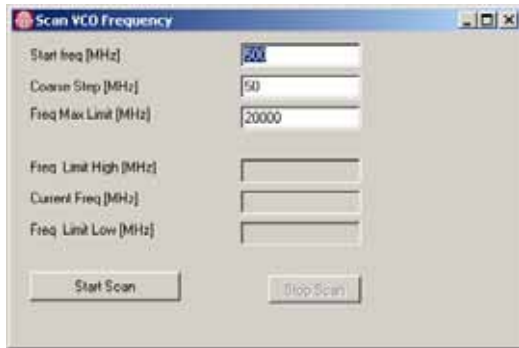 Scan VCO Frequency
Start freq [MHz] 500
Coarse Step [MHz] 50
Freq Max Limit [MHz] 20000
Freq Limit High [MHz]
Current Freq [MHz]
Freq Limit Low [MHz]
Start Scan Stop Scan